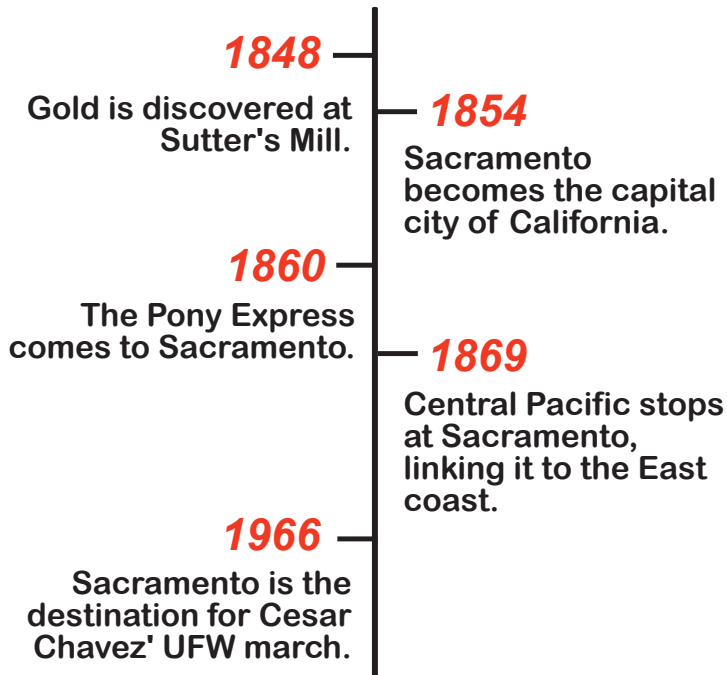 1848
Gold is discovered at
Sutter's Mill.
1854
Sacramento
becomes the capital
city of California.
1860
The Pony Express
comes to Sacramento.
1869
Central Pacific stops
at Sacramento,
linking it to the East
coast.
1966
Sacramento is the
destination for Cesar
Chavez' UFW march.